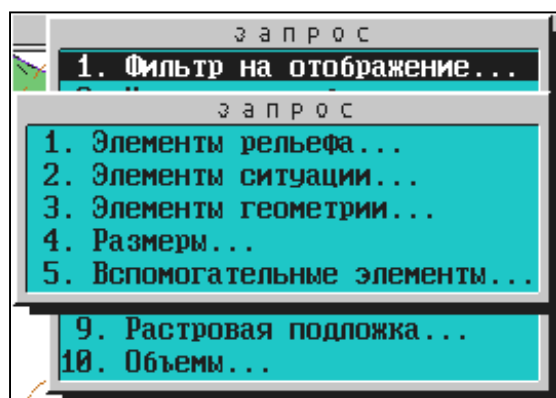 запрос
1. Фильтр на отображение...
запрос
1. Элементы рельефа...
2. Элементы ситуации...
3. Элементы геометрии...
4. Размеры...
5. Вспомогательные элементы...
9. Растровая подложка...
10. Объемы...